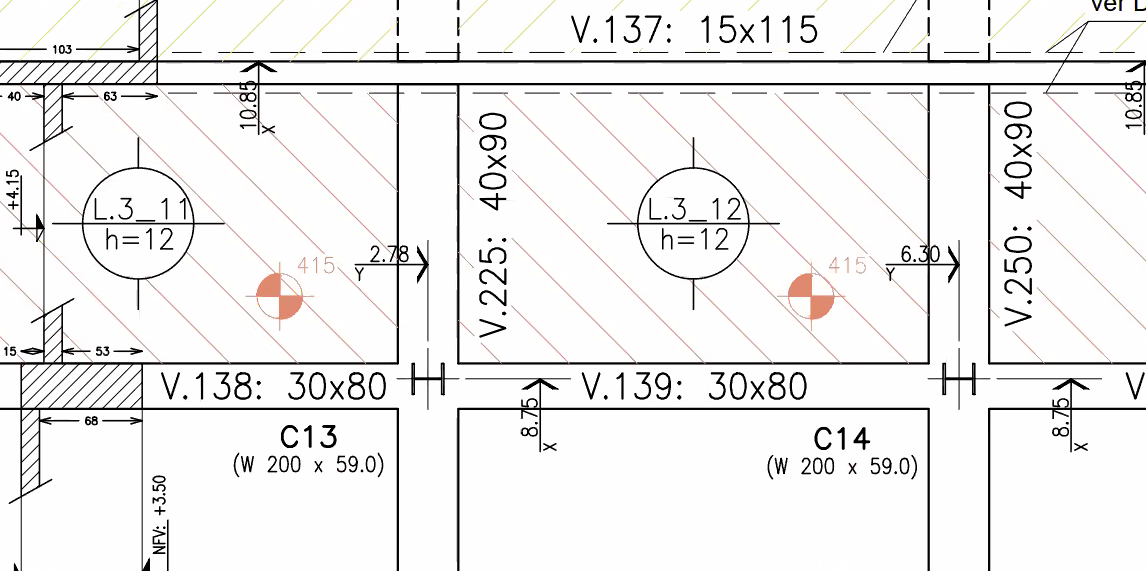 Ver D
V.137: 15x115
103
40
63
10.85
X
10.85
+4.15
L.3_11
h=12
L.3_12
h=12
V.225: 40x90
V.250: 40x90
2.78
Y
415
6.30
Y
415
15
53
V.138: 30x80
V.139: 30x80
V
68
8.75
X
8.75
X
C13
(W 200 x 59.0)
C14
(W 200 x 59.0)
NFV: +3.50